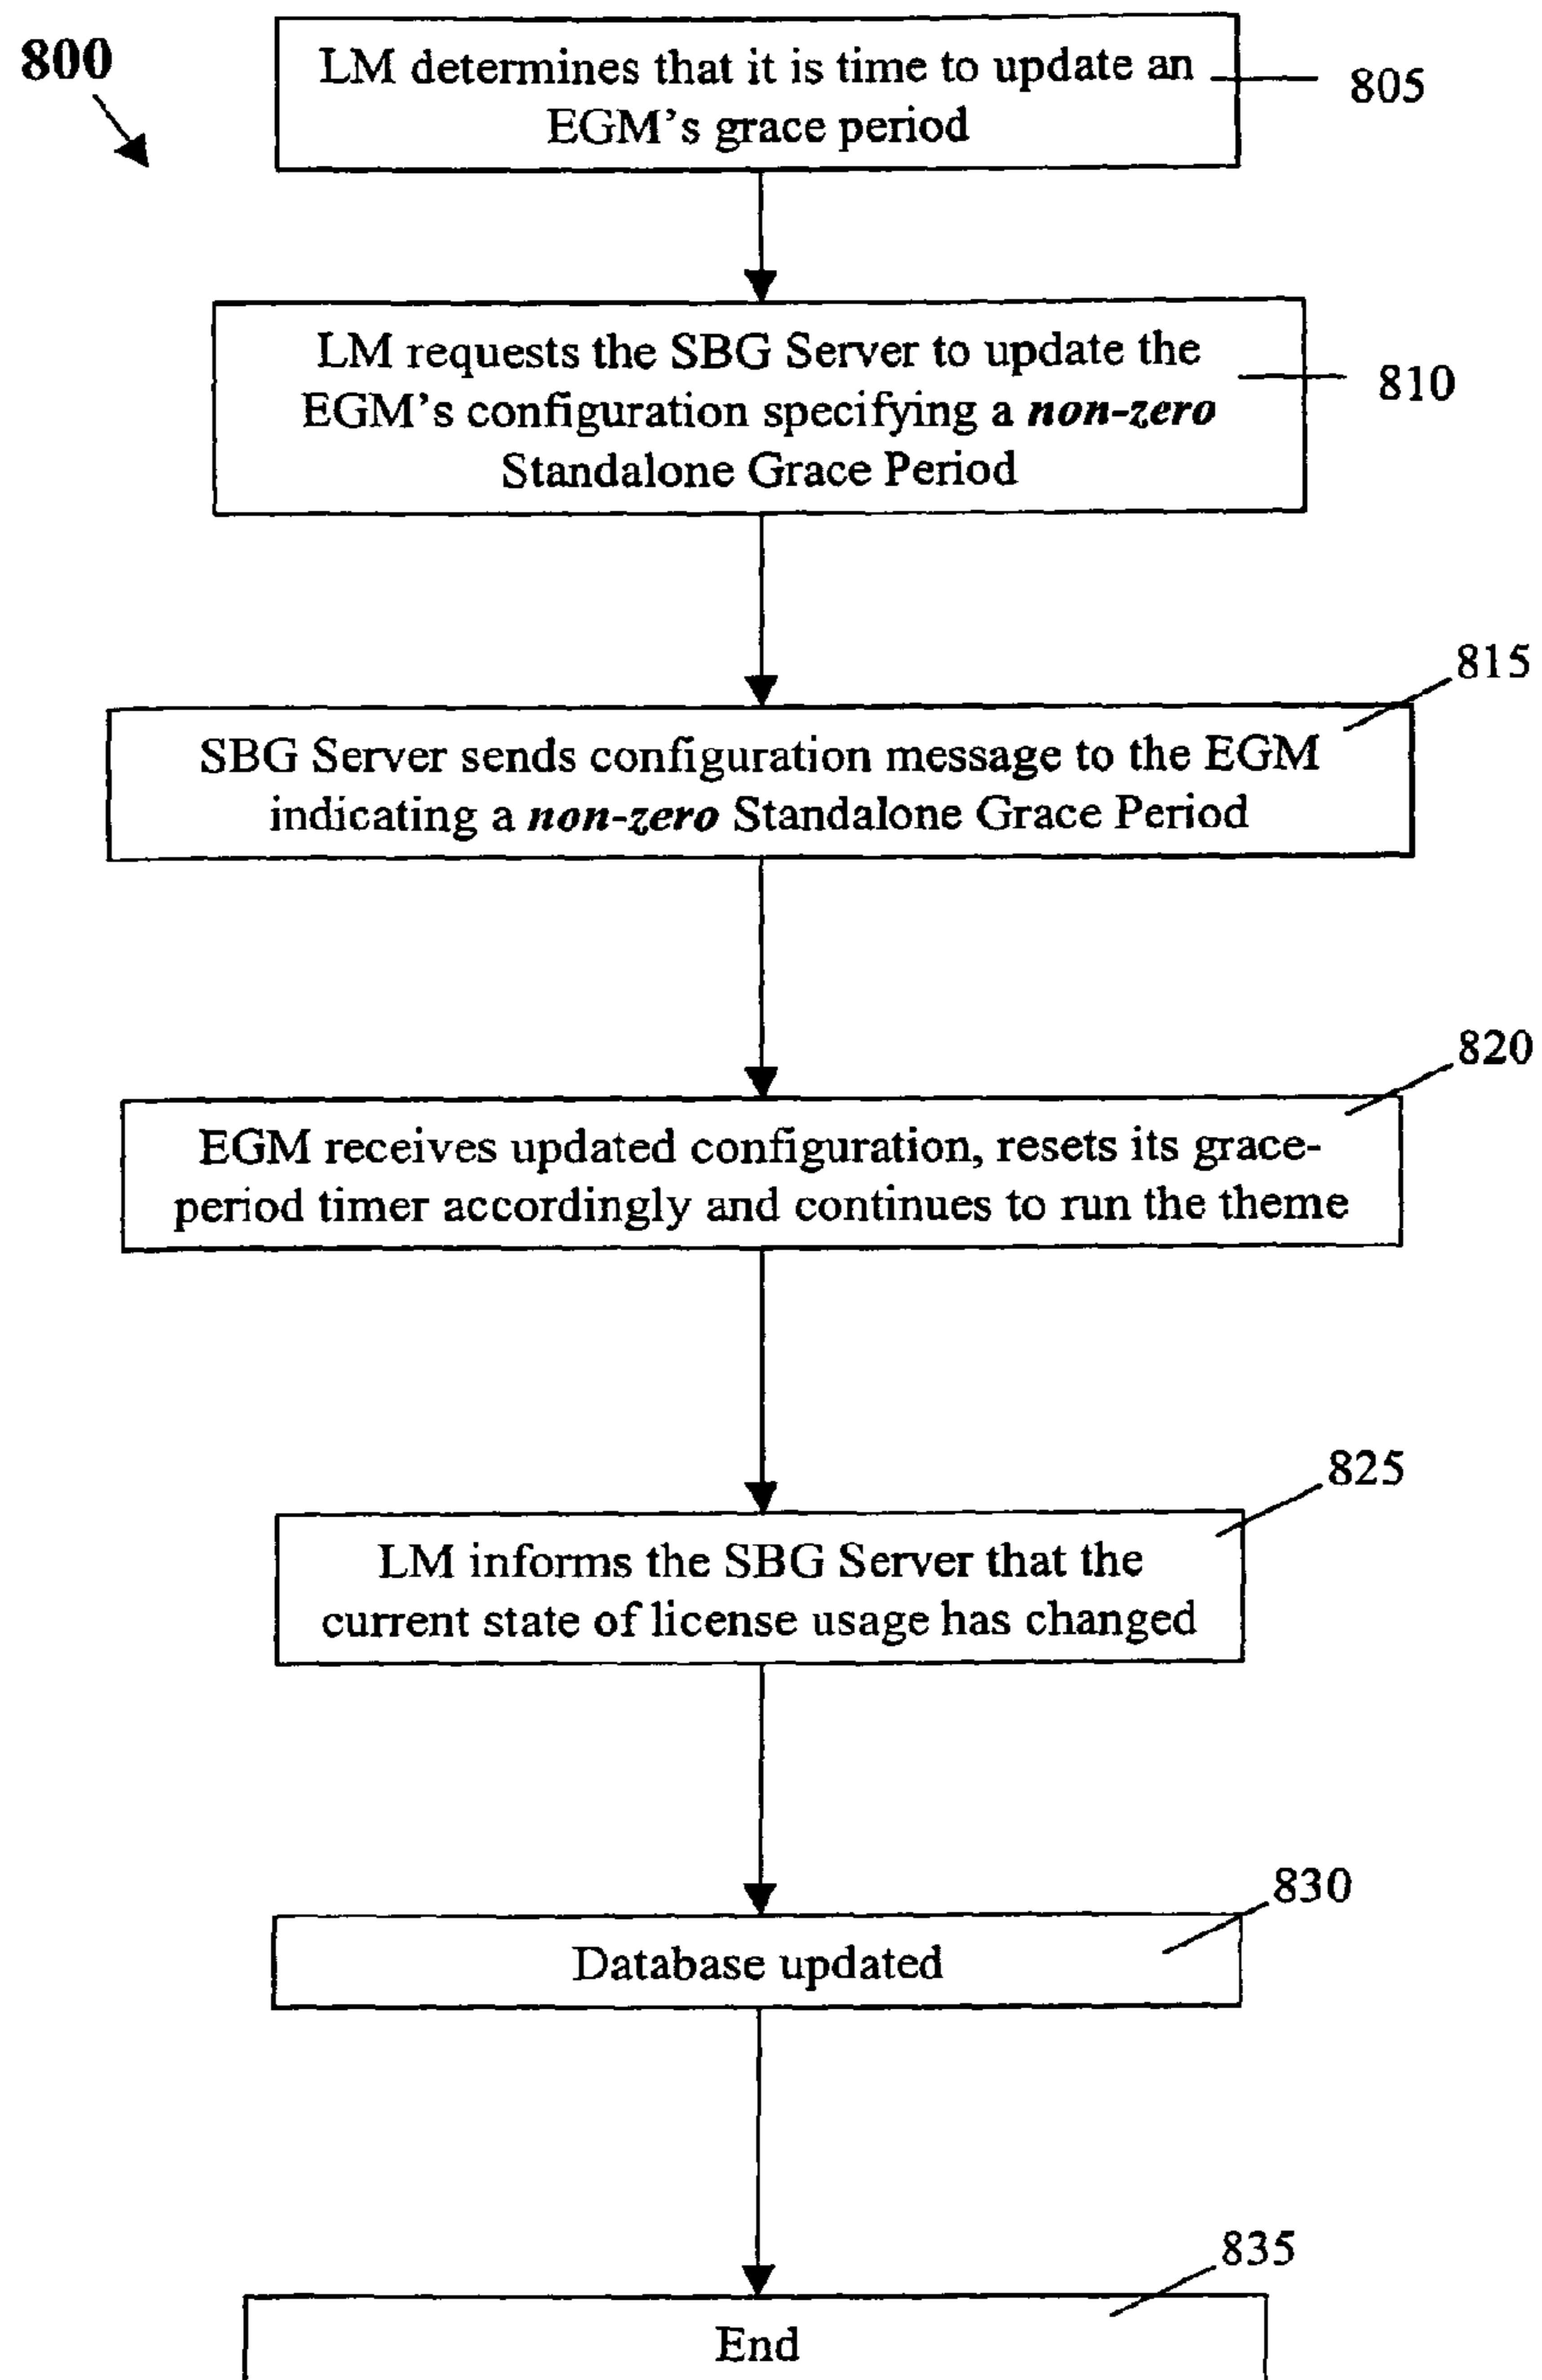 800
LM determines that it is time to update an
EGM's grace period
805
LM requests the SBG Server to update the
EGM's configuration specifying a non-zero
Standalone Grace Period
810
815
SBG Server sends configuration message to the EGM
indicating a non-zero Standalone Grace Period
820
EGM receives updated configuration, resets its grace-
period timer accordingly and continues to run the theme
825
LM informs the SBG Server that the
current state of license usage has changed
830
Database updated
835
End